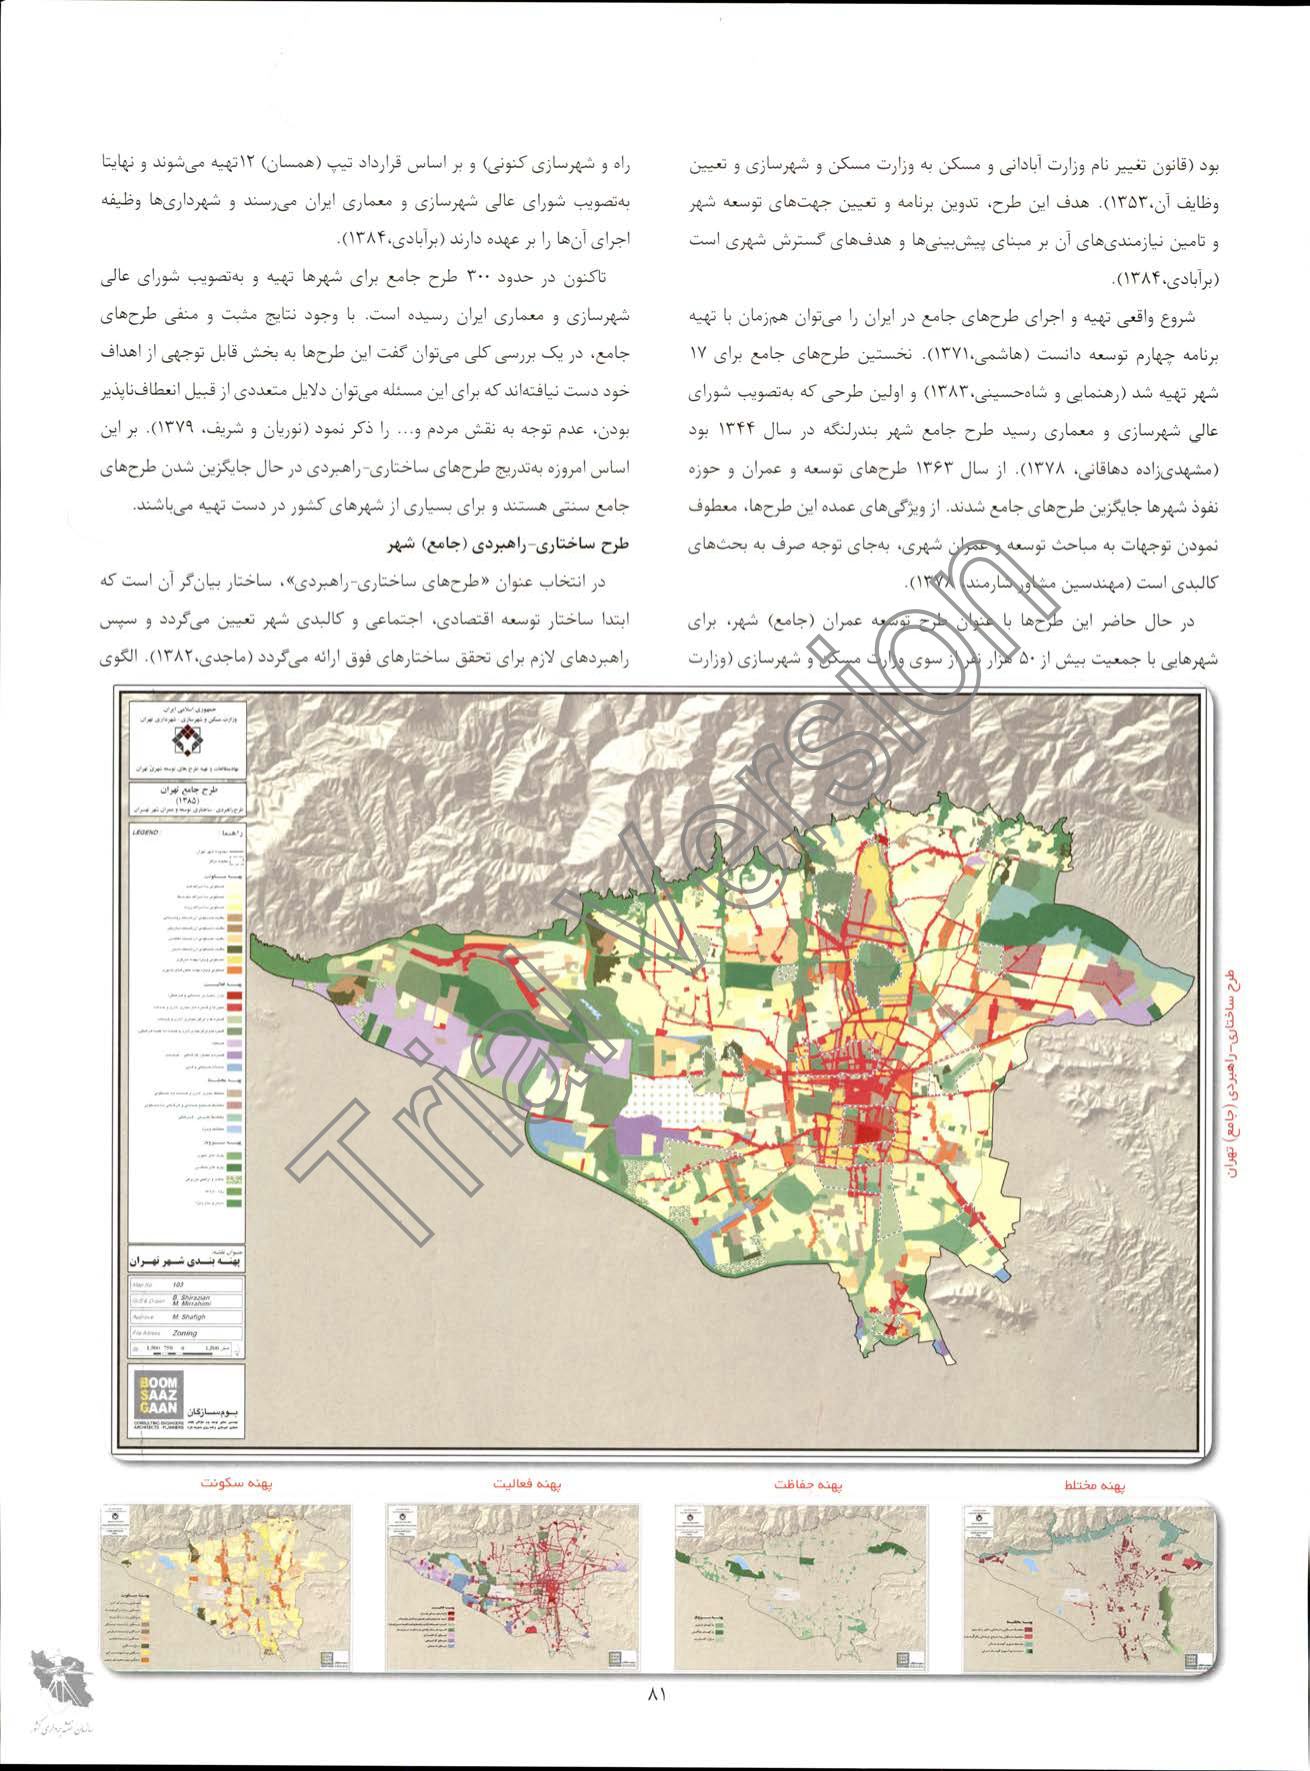 بود (قانون تغییر نام وزارت آبادانی و مسکن به وزارت مسکن و شهرسازی و تعیین
وظایف آن،۱۳۵۳). هدف این طرح، تدوین برنامه و تعیین جهت‌های توسعه شهر
و تامین نیازمندی‌های آن بر مبنای پیش‌بینی‌ها و هدف‌های گسترش شهری است
(برآبادی،۱۳۸۴).
شروع واقعی تهیه و اجرای طرح‌های جامع در ایران را می‌توان هم‌زمان با تهیه
برنامه چهارم توسعه دانست (هاشمی،۱۳۷۱). نخستین طرح‌های جامع برای ۱۷
شهر تهیه شد (رهنمایی و شاه‌حسینی،۱۳۸۳) و اولین طرحی که به‌تصویب شورای
عالي شهرسازی و معماری رسید طرح جامع شهر بندرلنگه در سال ۱۳۴۴ بود
(مشهدی‌زاده دهاقانی، ۱۳۷۸). از سال ۱۳۶۳ طرح‌های توسعه و عمران و حوزه
نفوذ شهرها جایگزین طرح‌های جامع شدند. از ویژگی‌های عمده این طرح‌ها، معطوف
نمودن توجهات به مباحث توسعه و عمران شهری، به‌جای توجه صرف به بحث‌های
کالبدی است (مهندسین مشاور شارمند، ۱۳۷۸).
در حال حاضر این طرح‌ها با عنوان طرح توسعه عمران (جامع) شهر، برای
شهرهایی با جمعیت بیش از ۵۰ هزار نفر از سوی وزارت مسکن و شهرسازی (وزارت
راه و شهرسازی کنونی) و بر اساس قرارداد تیپ (همسان) ۱۲تهیه می‌شوند و نهایتا
به‌تصویب شورای عالی شهرسازی و معماری ایران می‌رسند و شهرداری‌ها وظیفه
اجرای آن‌ها را بر عهده دارند (برآبادی،۱۳۸۴).
تاکنون در حدود ۳۰۰ طرح جامع برای شهرها تهیه و به‌تصویب شورای عالی
شهرسازی و معماری ایران رسیده است. با وجود نتایج مثبت و منفی طرح‌های
جامع، در یک بررسی کلی می‌توان گفت این طرح‌ها به بخش قابل توجهی از اهداف
خود دست نیافته‌اند که برای این مسئله می‌توان دلایل متعددی از قبیل انعطاف‌ناپذیر
بودن، عدم توجه به نقش مردم و... را ذکر نمود (نوریان و شریف، ۱۳۷۹). بر این
اساس امروزه به‌تدریج طرح‌های ساختاری-راهبردی در حال جایگزین شدن طرح‌های
جامع سنتی هستند و برای بسیاری از شهرهای کشور در دست تهیه می‌باشند.
طرح ساختاری-راهبردی (جامع) شهر
در انتخاب عنوان «طرح‌های ساختاری-راهبردی»، ساختار بیان‌گر آن است که
ابتدا ساختار توسعه اقتصادی، اجتماعی و کالبدی شهر تعیین می‌گردد و سپس
راهبردهای لازم برای تحقق ساختارهای فوق ارائه می‌گردد (ماجدی،۱۳۸۲). الگوی
جمهوری اسلامی ایران
وزارت مسکن و شهرسازی - شهرداری تهران
نهاد مطالعات و تهیه طرح های توسعه شهری تهران
طرح جامع تهران
(۱۳۸۵)
طرح راهبردی - ساختاری توسعه و عمران شهر تهران
LEGEND: راهنما:
عنوان نقشه:
پهنه بندی شهر تهران
Map No 103
B. Shirazian
M. Mirrahimi
M. Shafigh
Zoning
BOOM
SAAZ
GAAN
بوم‌سازگان
CONSULTING ENGINEERS
ARCHITECTS - PLANNERS
طرح ساختاری-راهبردی (جامع) تهران
Trial Version
پهنه مختلط
پهنه حفاظت
پهنه فعالیت
پهنه سکونت
۸۱
سازمان نقشه برداری کشور